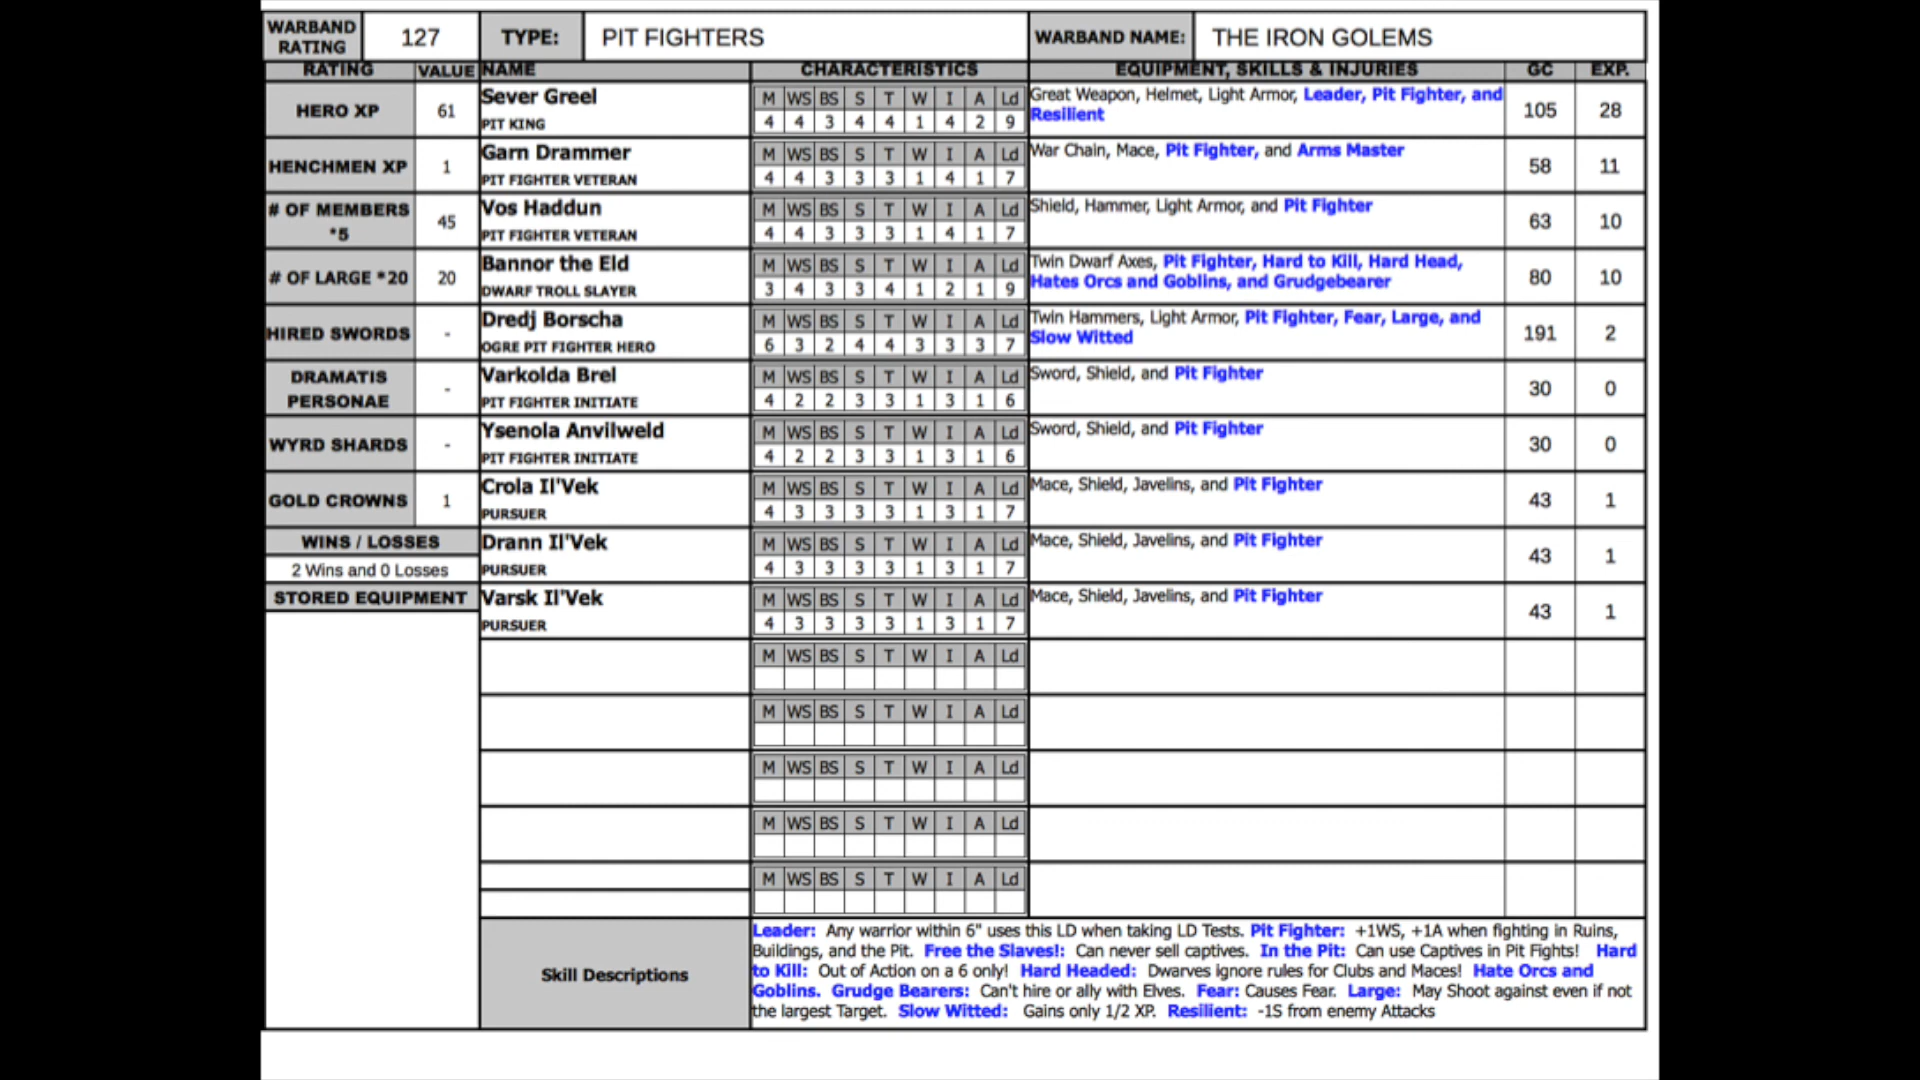 WARBAND RATING 127 TYPE: PIT FIGHTERS WARBAND NAME: THE IRON GOLEMS
RATING VALUE NAME CHARACTERISTICS EQUIPMENT, SKILLS & INJURIES GC EXP.
HERO XP 61
Sever Greel
PIT KING
M WS BS S T W I A Ld
4 4 3 4 4 1 4 2 9
Great Weapon, Helmet, Light Armor, Leader, Pit Fighter, and
Resilient
105 28
HENCHMEN XP 1
Garn Drammer
PIT FIGHTER VETERAN
M WS BS S T W I A Ld
4 4 3 3 3 1 4 1 7
War Chain, Mace, Pit Fighter, and Arms Master
58 11
# OF MEMBERS
*5
45
Vos Haddun
PIT FIGHTER VETERAN
M WS BS S T W I A Ld
4 4 3 3 3 1 4 1 7
Shield, Hammer, Light Armor, and Pit Fighter
63 10
# OF LARGE *20 20
Bannor the Eld
DWARF TROLL SLAYER
M WS BS S T W I A Ld
3 4 3 3 4 1 2 1 9
Twin Dwarf Axes, Pit Fighter, Hard to Kill, Hard Head,
Hates Orcs and Goblins, and Grudgebearer
80 10
HIRED SWORDS -
Dredj Borscha
OGRE PIT FIGHTER HERO
M WS BS S T W I A Ld
6 3 2 4 4 3 3 3 7
Twin Hammers, Light Armor, Pit Fighter, Fear, Large, and
Slow Witted
191 2
DRAMATIS
PERSONAE
-
Varkolda Brel
PIT FIGHTER INITIATE
M WS BS S T W I A Ld
4 2 2 3 3 1 3 1 6
Sword, Shield, and Pit Fighter
30 0
WYRD SHARDS -
Ysenola Anvilweld
PIT FIGHTER INITIATE
M WS BS S T W I A Ld
4 2 2 3 3 1 3 1 6
Sword, Shield, and Pit Fighter
30 0
GOLD CROWNS 1
Crola Il'Vek
PURSUER
M WS BS S T W I A Ld
4 3 3 3 3 1 3 1 7
Mace, Shield, Javelins, and Pit Fighter
43 1
WINS / LOSSES
2 Wins and 0 Losses
Drann Il'Vek
PURSUER
M WS BS S T W I A Ld
4 3 3 3 3 1 3 1 7
Mace, Shield, Javelins, and Pit Fighter
43 1
STORED EQUIPMENT
Varsk Il'Vek
PURSUER
M WS BS S T W I A Ld
4 3 3 3 3 1 3 1 7
Mace, Shield, Javelins, and Pit Fighter
43 1
M WS BS S T W I A Ld
M WS BS S T W I A Ld
M WS BS S T W I A Ld
M WS BS S T W I A Ld
M WS BS S T W I A Ld
Skill Descriptions
Leader: Any warrior within 6" uses this LD when taking LD Tests. Pit Fighter: +1WS, +1A when fighting in Ruins,
Buildings, and the Pit. Free the Slaves!: Can never sell captives. In the Pit: Can use Captives in Pit Fights! Hard
to Kill: Out of Action on a 6 only! Hard Headed: Dwarves ignore rules for Clubs and Maces! Hate Orcs and
Goblins. Grudge Bearers: Can't hire or ally with Elves. Fear: Causes Fear. Large: May Shoot against even if not
the largest Target. Slow Witted: Gains only 1/2 XP. Resilient: -1S from enemy Attacks